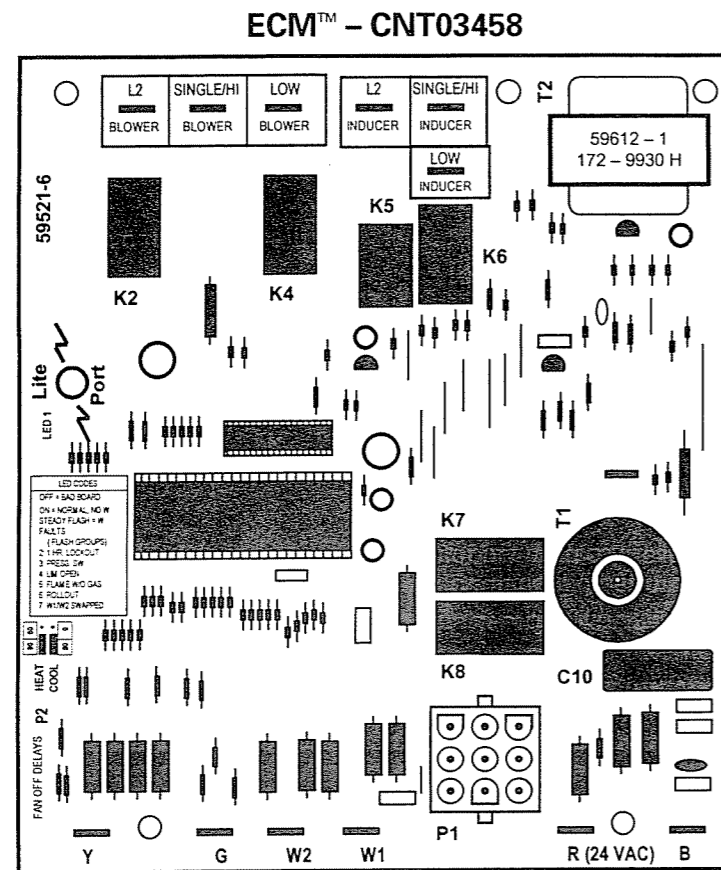 ECM™ – CNT03458
L2
BLOWER
SINGLE/HI
BLOWER
LOW
BLOWER
L2
INDUCER
SINGLE/HI
INDUCER
LOW
INDUCER
T2
59612 – 1
172 – 9930 H
59521-6
K2
K4
K5
K6
Lite
Port
LED 1
LED CODES
OFF = BAD BOARD
ON = NORMAL, NO W
STEADY FLASH = W
FAULTS
(FLASH GROUPS)
2 1 HR. LOCKOUT
3 PRESS. SW
4 LIM. OPEN
5 FLAME W/O GAS
6 ROLLOUT
7 W1/W2 SWAPPED
K7
T1
K8
C10
HEAT
COOL
P2
FAN OFF DELAYS
P1
Y
G
W2
W1
R (24 VAC)
B